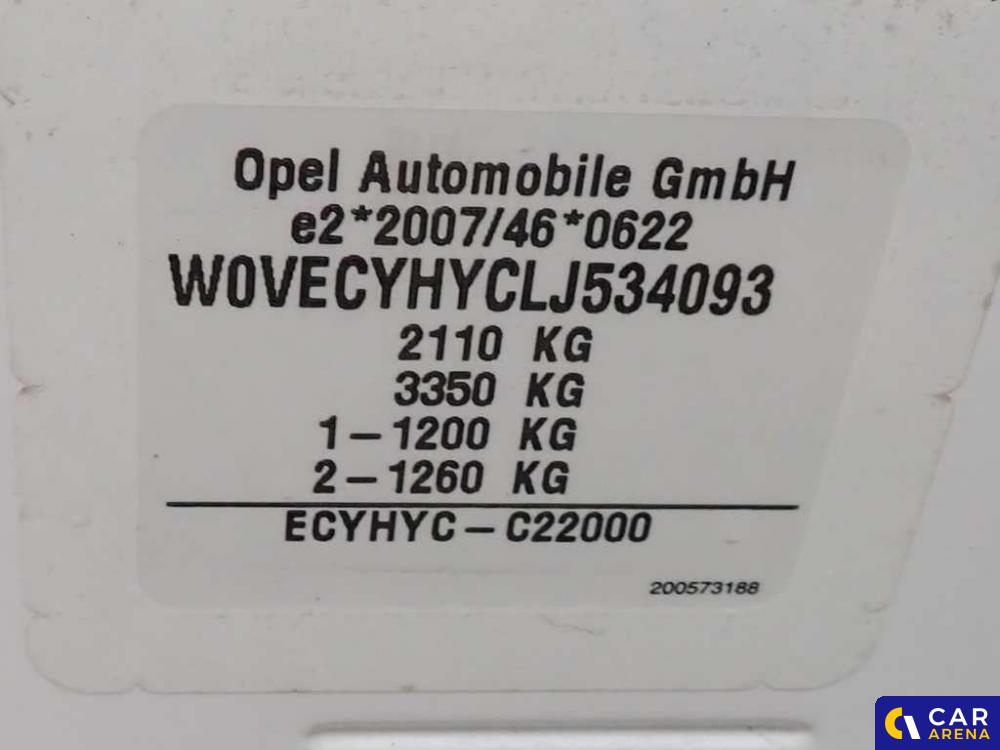 Opel Automobile GmbH
e2*2007/46*0622
W0VECYHYCLJ534093
2110 KG
3350 KG
1-1200 KG
2-1260 KG
ECYHYC-C22000
200573188
CAR
ARENA